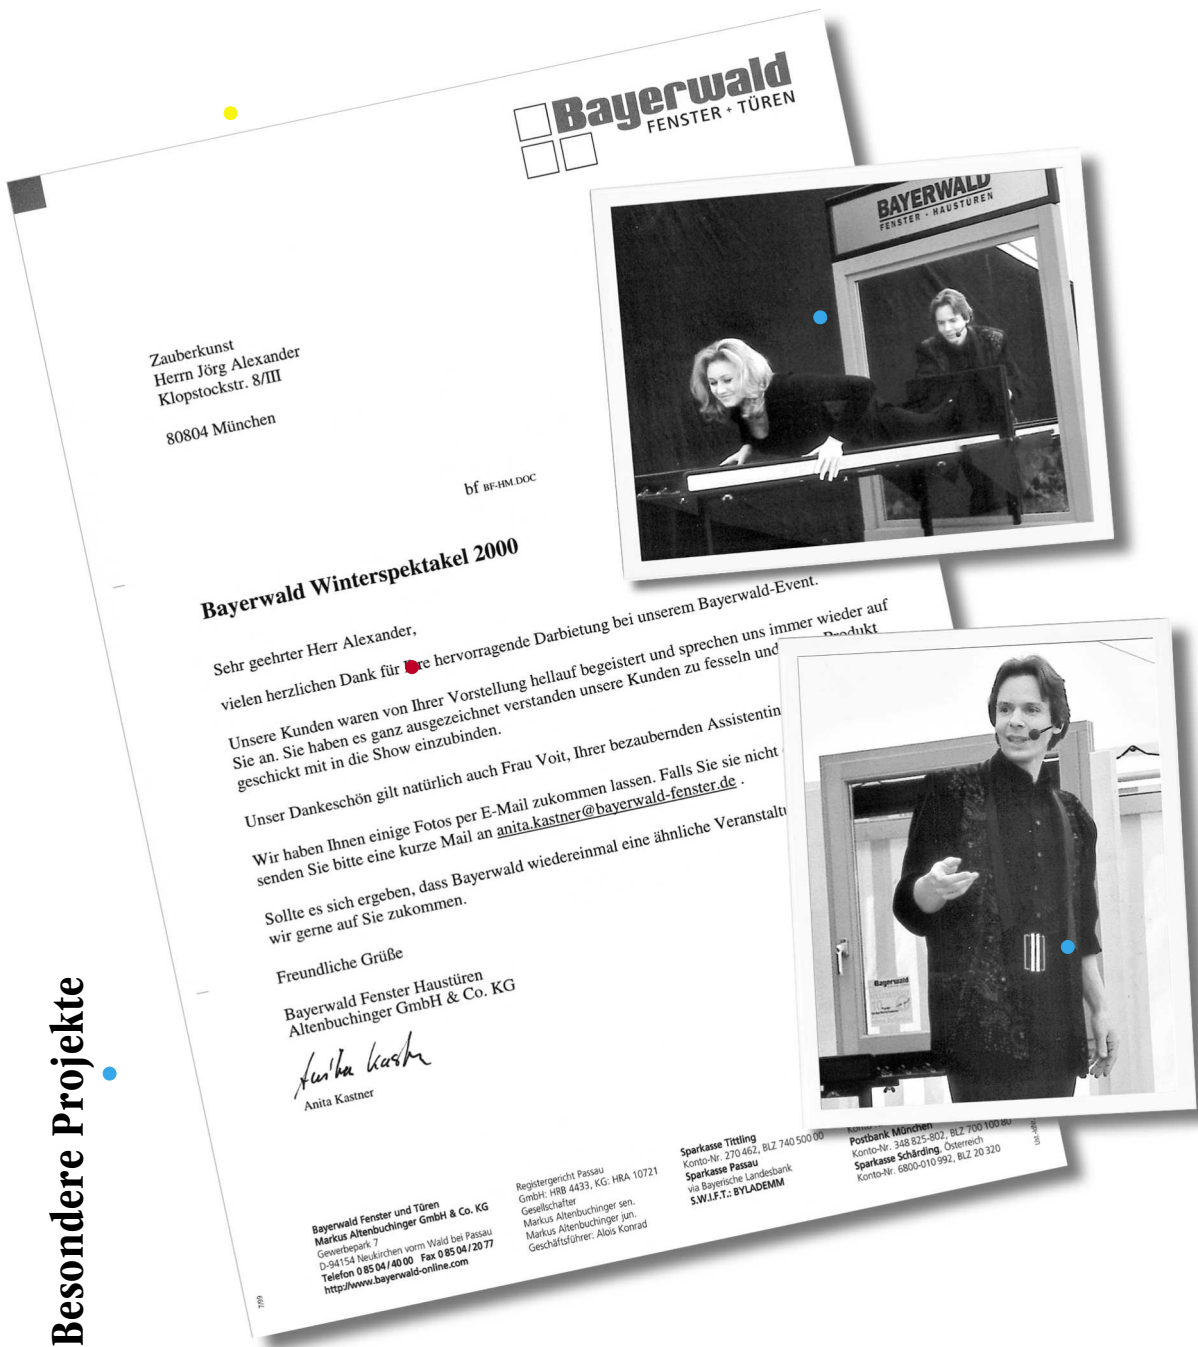 Bayerwald
FENSTER + TÜREN
BAYERWALD
FENSTER - HAUSTÜREN
Zauberkunst
Herrn Jörg Alexander
Klopstockstr. 8/III
80804 München
bf BF-HM.DOC
Bayerwald Winterspektakel 2000
Sehr geehrter Herr Alexander,
vielen herzlichen Dank für Ihre hervorragende Darbietung bei unserem Bayerwald-Event.
Unsere Kunden waren von Ihrer Vorstellung hellauf begeistert und sprechen uns immer wieder auf
Sie an. Sie haben es ganz ausgezeichnet verstanden unsere Kunden zu fesseln und Produkt
geschickt mit in die Show einzubinden.
Unser Dankeschön gilt natürlich auch Frau Voit, Ihrer bezaubernden Assistentin
Wir haben Ihnen einige Fotos per E-Mail zukommen lassen. Falls Sie sie nicht
senden Sie bitte eine kurze Mail an anita.kastner@bayerwald-fenster.de .
Sollte es sich ergeben, dass Bayerwald wiedereinmal eine ähnliche Veranstalt
wir gerne auf Sie zukommen.
Freundliche Grüße
Bayerwald Fenster Haustüren
Altenbuchinger GmbH & Co. KG
Anita Kastner
Anita Kastner
Bayerwald
Besondere Projekte
Bayerwald Fenster und Türen
Markus Altenbuchinger GmbH & Co. KG
Gewerbepark 7
D-94154 Neukirchen vorm Wald bei Passau
Telefon 0 85 04 / 40 00 Fax 0 85 04 / 20 77
http://www.bayerwald-online.com
Registergericht Passau
GmbH: HRB 4433, KG: HRA 10721
Gesellschafter
Markus Altenbuchinger sen.
Markus Altenbuchinger jun.
Geschäftsführer: Alois Konrad
Sparkasse Tittling
Konto-Nr. 270 462, BLZ 740 500 00
Sparkasse Passau
via Bayerische Landesbank
S.W.I.F.T.: BYLADEMM
Postbank München
Konto-Nr. 348 825-802, BLZ 700 100 80
Sparkasse Schärding, Österreich
Konto-Nr. 6800-010 992, BLZ 20 320
7/99